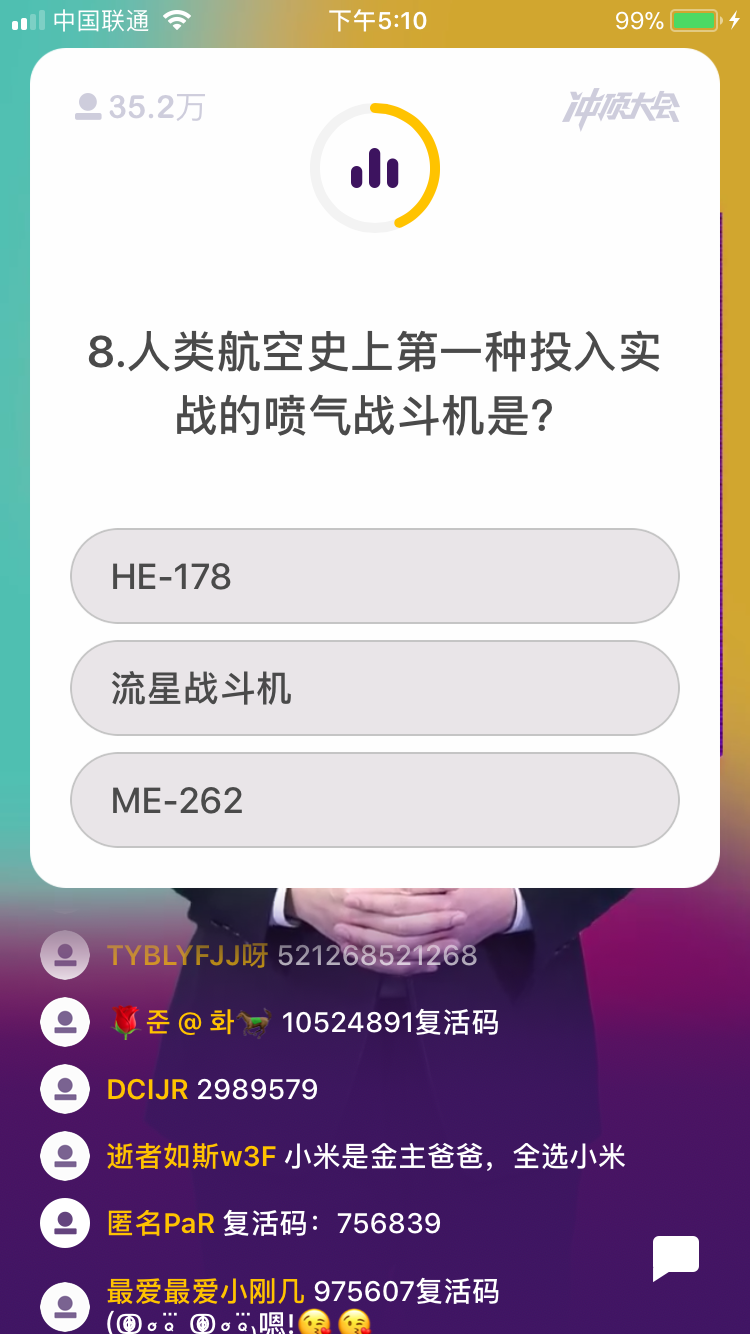 中国联通 下午5:10 99%
35.2万 冲顶大会
8.人类航空史上第一种投入实
战的喷气战斗机是?
HE-178
流星战斗机
ME-262
TYBLYFJJ呀 521268521268
🌹준 @ 화🐎 10524891复活码
DCIJR 2989579
逝者如斯w3F 小米是金主爸爸，全选小米
匿名PaR 复活码：756839
最爱最爱小刚几 975607复活码
嗯!😘😘